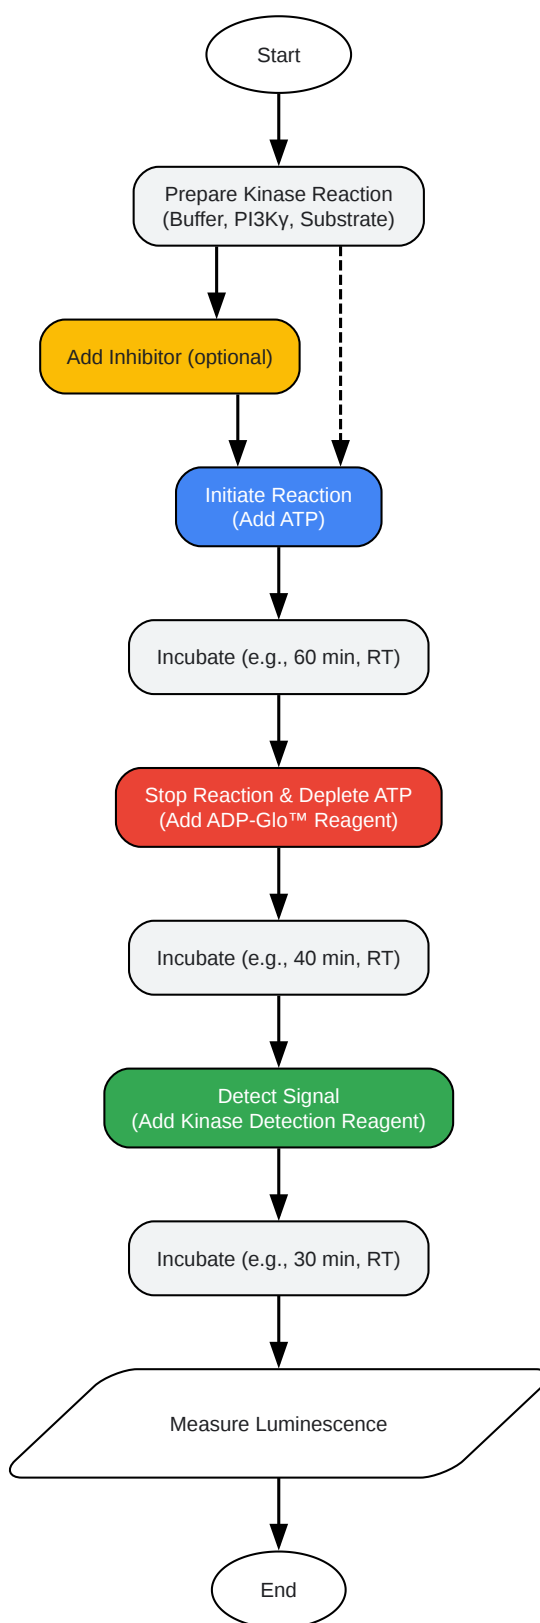 Start
Prepare Kinase Reaction
(Buffer, PI3Kγ, Substrate)
Add Inhibitor (optional)
Initiate Reaction
(Add ATP)
Incubate (e.g., 60 min, RT)
Stop Reaction & Deplete ATP
(Add ADP-Glo™ Reagent)
Incubate (e.g., 40 min, RT)
Detect Signal
(Add Kinase Detection Reagent)
Incubate (e.g., 30 min, RT)
Measure Luminescence
End